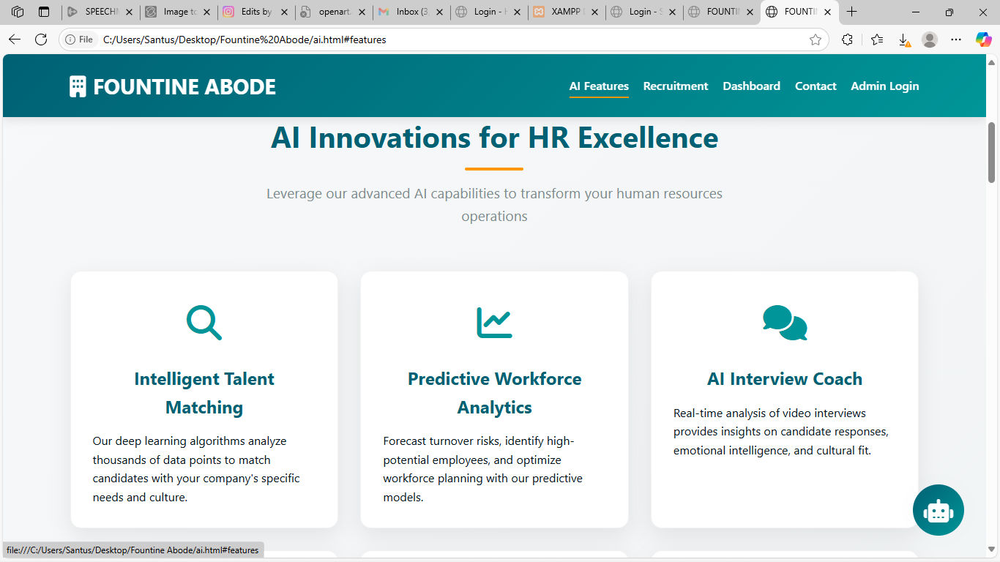 SPEECHM
Image to
Edits by
openart.
Inbox (3
Login -
XAMPP
Login - S
FOUNTIN
FOUNTIN
File
C:/Users/Santus/Desktop/Fountine%20Abode/ai.html#features
FOUNTINE ABODE
AI Features
Recruitment
Dashboard
Contact
Admin Login
AI Innovations for HR Excellence
Leverage our advanced AI capabilities to transform your human resources
operations
Intelligent Talent
Matching
Our deep learning algorithms analyze
thousands of data points to match
candidates with your company's specific
needs and culture.
Predictive Workforce
Analytics
Forecast turnover risks, identify high-
potential employees, and optimize
workforce planning with our predictive
models.
AI Interview Coach
Real-time analysis of video interviews
provides insights on candidate responses,
emotional intelligence, and cultural fit.
file:///C:/Users/Santus/Desktop/Fountine Abode/ai.html#features